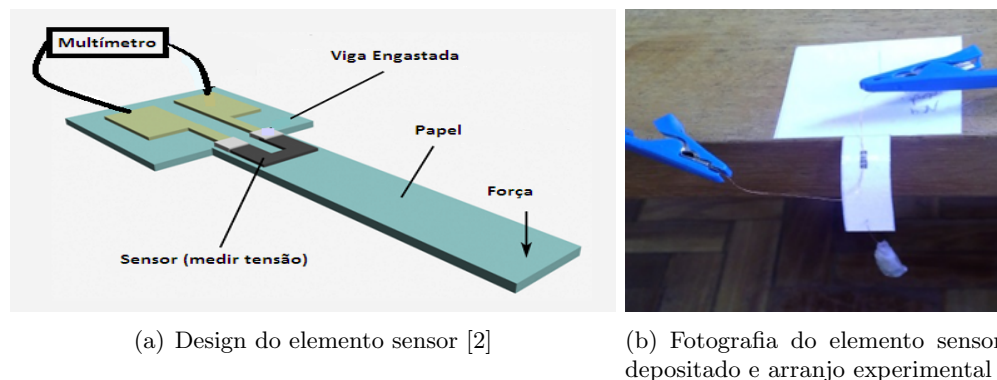 Multímetro
Viga Engastada
Papel
Força
Sensor (medir tensão)
(a) Design do elemento sensor [2]
(b) Fotografia do elemento sensor
depositado e arranjo experimental